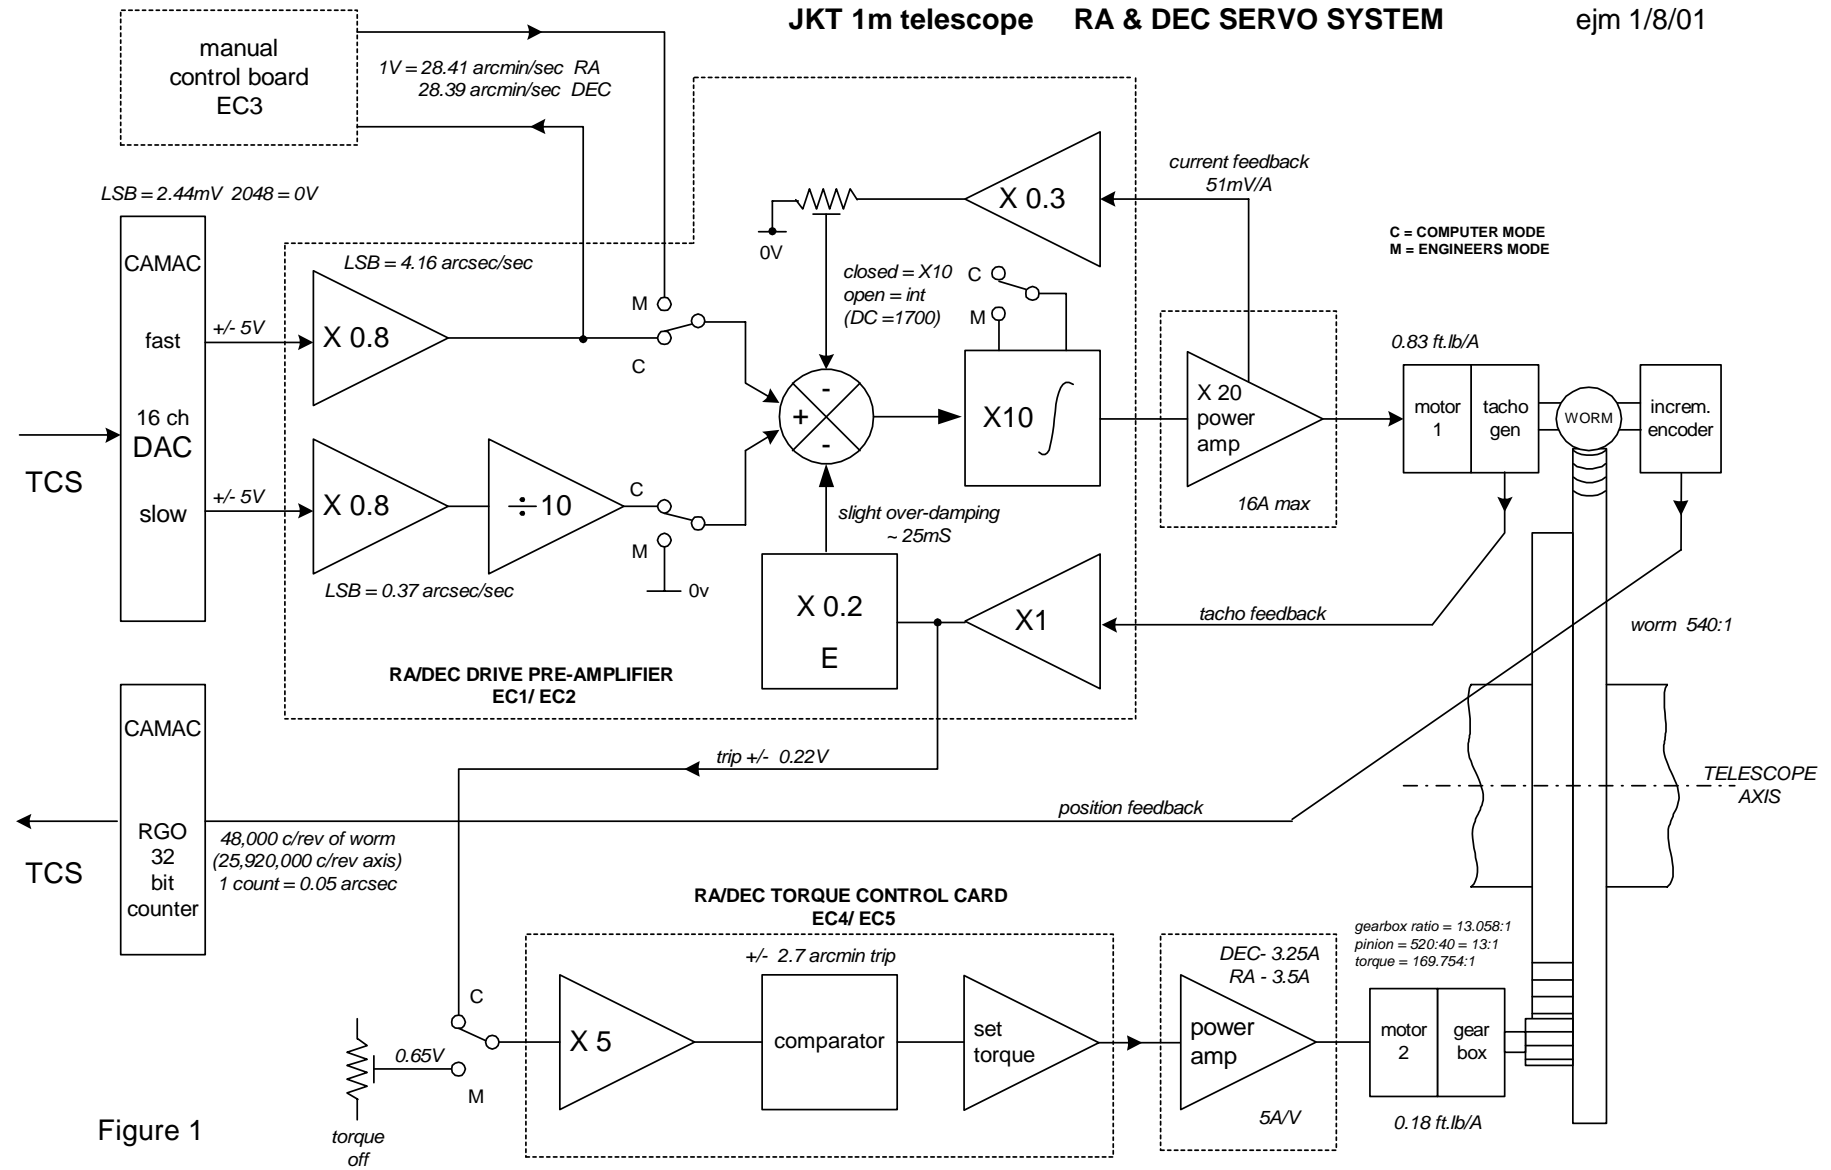 JKT 1m telescope RA & DEC SERVO SYSTEM ejm 1/8/01
manual
control board
EC3
1V = 28.41 arcmin/sec RA
28.39 arcmin/sec DEC
LSB = 2.44mV 2048 = 0V
CAMAC
fast
16 ch
DAC
slow
TCS
+/- 5V
+/- 5V
LSB = 4.16 arcsec/sec
X 0.8
X 0.8
÷ 10
LSB = 0.37 arcsec/sec
M
C
C
M
0v
RA/DEC DRIVE PRE-AMPLIFIER
EC1/ EC2
0V
X 0.3
current feedback
51mV/A
closed = X10
open = int
(DC =1700)
C
M
+
-
-
X10 ∫
slight over-damping
~ 25mS
X 0.2
E
X1
tacho feedback
X 20
power
amp
16A max
C = COMPUTER MODE
M = ENGINEERS MODE
0.83 ft.lb/A
motor
1
tacho
gen
WORM
increm.
encoder
worm 540:1
TELESCOPE
AXIS
trip +/- 0.22V
position feedback
CAMAC
RGO
32
bit
counter
TCS
48,000 c/rev of worm
(25,920,000 c/rev axis)
1 count = 0.05 arcsec
RA/DEC TORQUE CONTROL CARD
EC4/ EC5
+/- 2.7 arcmin trip
C
M
0.65V
torque
off
X 5
comparator
set
torque
DEC- 3.25A
RA - 3.5A
power
amp
5A/V
gearbox ratio = 13.058:1
pinion = 520:40 = 13:1
torque = 169.754:1
motor
2
gear
box
0.18 ft.lb/A
Figure 1